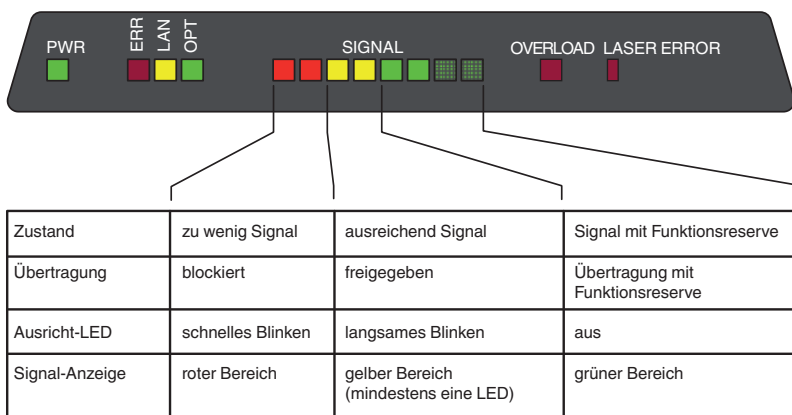 PWR
ERR
LAN
OPT
SIGNAL
OVERLOAD
LASER ERROR
Zustand
zu wenig Signal
ausreichend Signal
Signal mit Funktionsreserve
Übertragung
blockiert
freigegeben
Übertragung mit
Funktionsreserve
Ausricht-LED
schnelles Blinken
langsames Blinken
aus
Signal-Anzeige
roter Bereich
gelber Bereich
(mindestens eine LED)
grüner Bereich